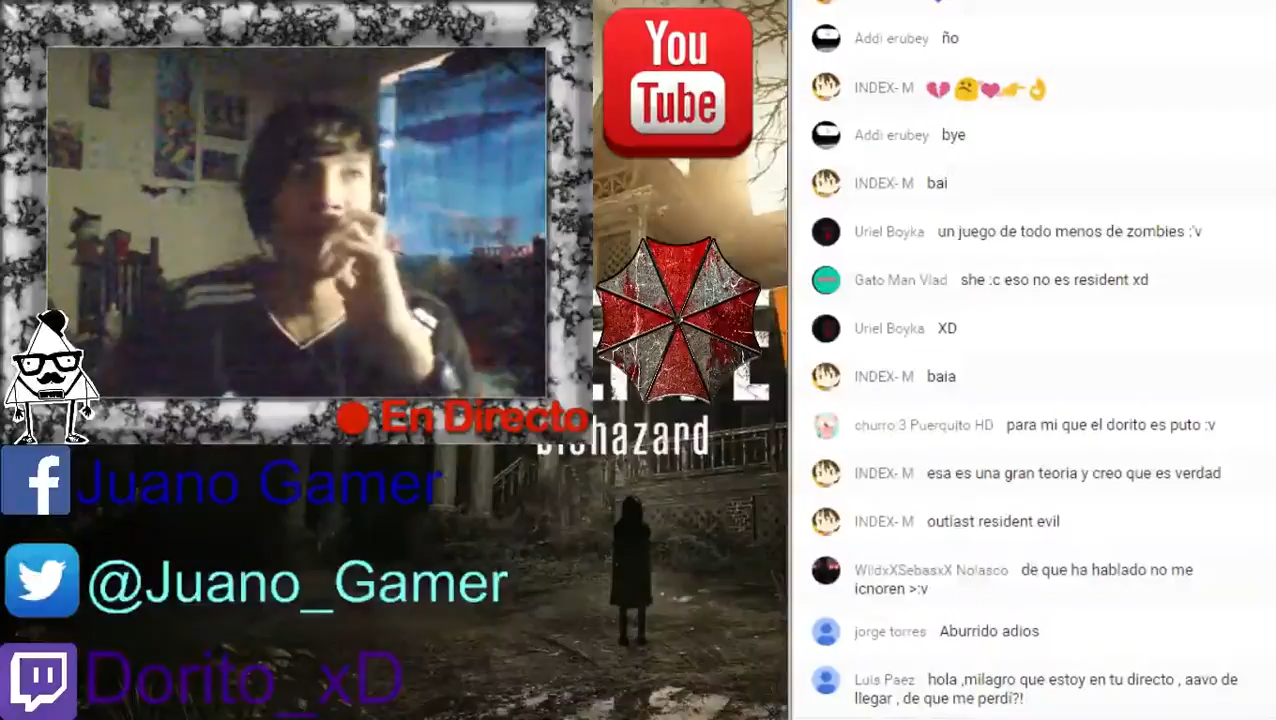 You
Tube
En Directo
biohazard
Juano Gamer
@Juano_Gamer
Dorito_xD
Addi erubey ño
INDEX- M 💔😕💘👉👌
Addi erubey bye
INDEX- M bai
Uriel Boyka un juego de todo menos de zombies :'v
Gato Man Vlad she :c eso no es resident xd
Uriel Boyka XD
INDEX- M baia
churro:3 Puerquito HD para mi que el dorito es puto :v
INDEX- M esa es una gran teoria y creo que es verdad
INDEX- M outlast resident evil
WildxXSebasxX Nolasco de que ha hablado no me
icnoren >:v
jorge torres Aburrido adios
Luis Paez hola ,milagro que estoy en tu directo , aavo de
llegar , de que me perdi?!